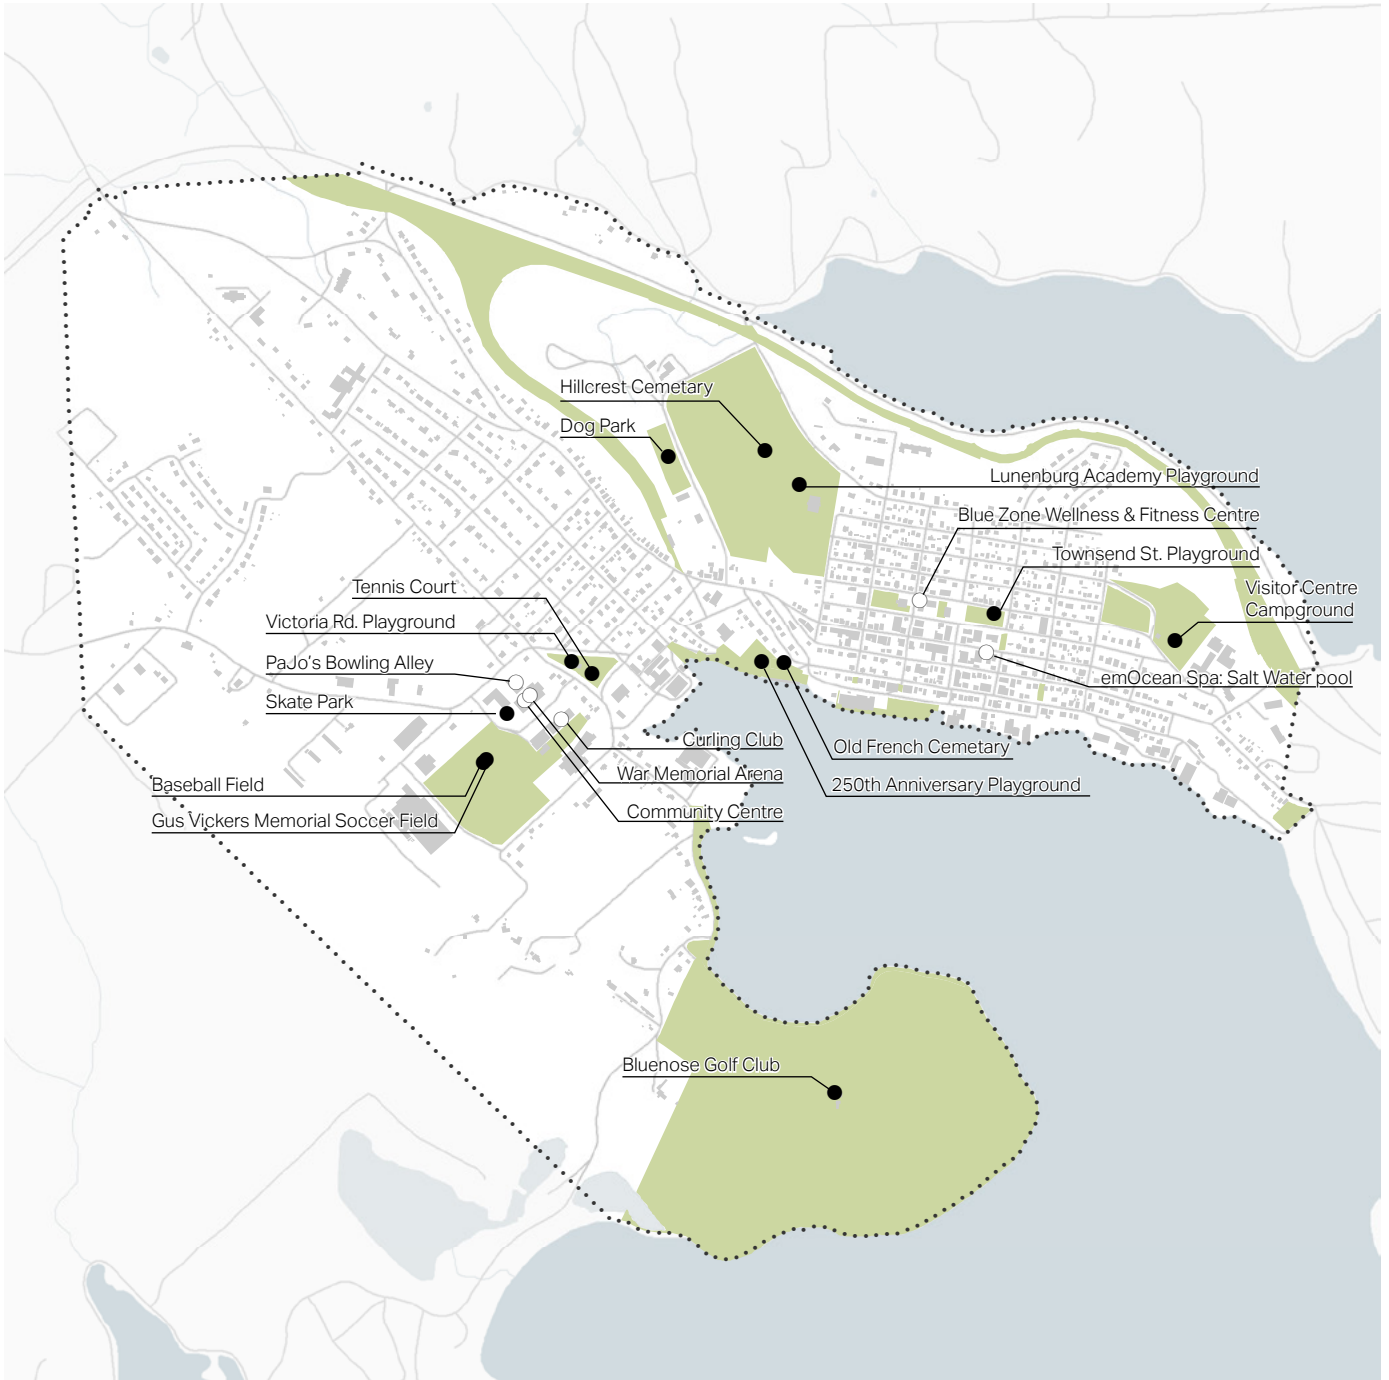 Hillcrest Cemetary
Dog Park
Lunenburg Academy Playground
Blue Zone Wellness & Fitness Centre
Townsend St. Playground
Visitor Centre
Campground
Tennis Court
Victoria Rd. Playground
PaJo's Bowling Alley
Skate Park
emOcean Spa: Salt Water pool
Curling Club
Old French Cemetary
War Memorial Arena
Baseball Field
250th Anniversary Playground
Community Centre
Gus Vickers Memorial Soccer Field
Bluenose Golf Club